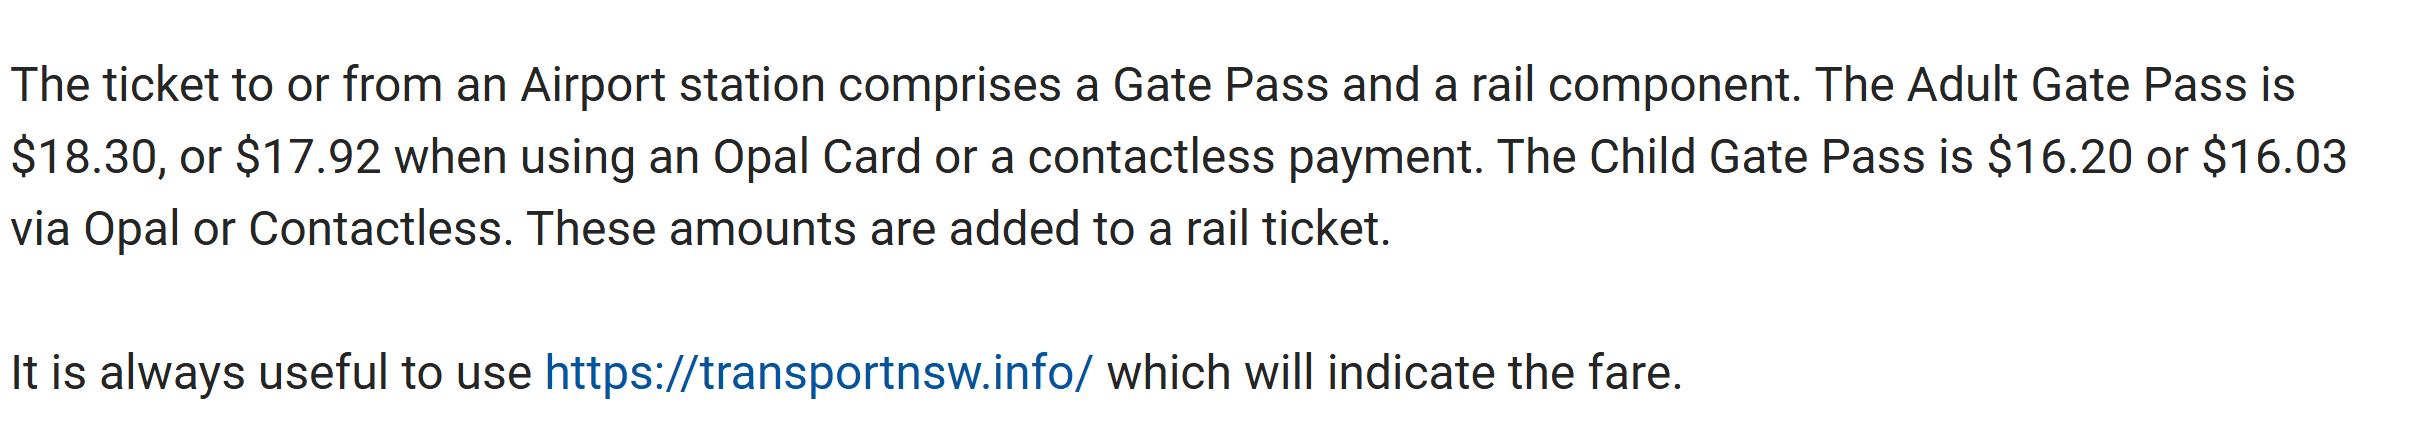 The ticket to or from an Airport station comprises a Gate Pass and a rail component. The Adult Gate Pass is
$18.30, or $17.92 when using an Opal Card or a contactless payment. The Child Gate Pass is $16.20 or $16.03
via Opal or Contactless. These amounts are added to a rail ticket.
It is always useful to use https://transportnsw.info/ which will indicate the fare.